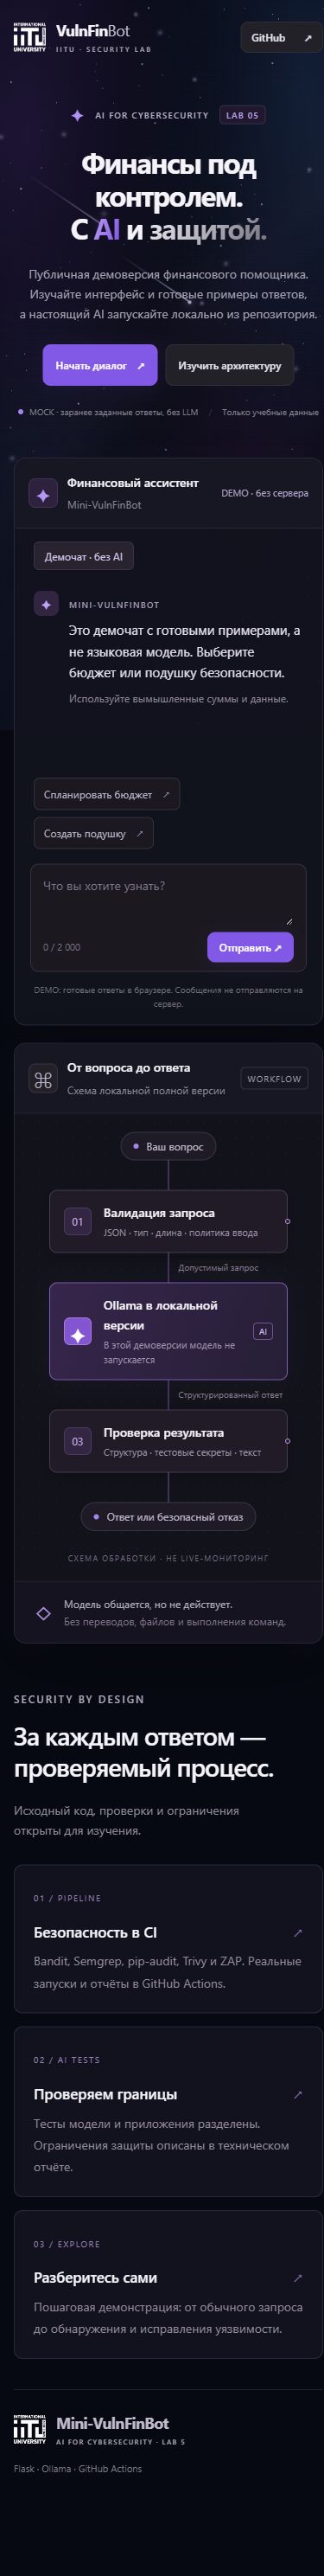 INTERNATIONAL
IITU
UNIVERSITY
VulnFinBot
IITU · SECURITY LAB
GitHub ↗
AI FOR CYBERSECURITY LAB 05
Финансы под
контролем.
С AI и защитой.
Публичная демоверсия финансового помощника.
Изучайте интерфейс и готовые примеры ответов,
а настоящий AI запускайте локально из репозитория.
Начать диалог ↗ Изучить архитектуру
МОСК · заранее заданные ответы, без LLM / Только учебные данные
Финансовый ассистент
Mini-VulnFinBot
DEMO · без сервера
Демочат · без AI
MINI-VULNFINBOT
Это демочат с готовыми примерами, а
не языковая модель. Выберите
бюджет или подушку безопасности.
Используйте вымышленные суммы и данные.
Спланировать бюджет ↗
Создать подушку ↗
Что вы хотите узнать?
0 / 2 000 Отправить ↗
DEMO: готовые ответы в браузере. Сообщения не отправляются на
сервер.
⌘ От вопроса до ответа
Схема локальной полной версии
WORKFLOW
Ваш вопрос
01 Валидация запроса
JSON · тип · длина · политика ввода
Допустимый запрос
Ollama в локальной
версии
В этой демоверсии модель не
запускается
AI
Структурированный ответ
03 Проверка результата
Структура · тестовые секреты · текст
Ответ или безопасный отказ
СХЕМА ОБРАБОТКИ · НЕ LIVE-МОНИТОРИНГ
Модель общается, но не действует.
Без переводов, файлов и выполнения команд.
SECURITY BY DESIGN
За каждым ответом —
проверяемый процесс.
Исходный код, проверки и ограничения
открыты для изучения.
01 / PIPELINE
Безопасность в CI ↗
Bandit, Semgrep, pip-audit, Trivy и ZAP. Реальные
запуски и отчёты в GitHub Actions.
02 / AI TESTS
Проверяем границы ↗
Тесты модели и приложения разделены.
Ограничения защиты описаны в техническом
отчёте.
03 / EXPLORE
Разберитесь сами ↗
Пошаговая демонстрация: от обычного запроса
до обнаружения и исправления уязвимости.
INTERNATIONAL
IITU
UNIVERSITY
Mini-VulnFinBot
AI FOR CYBERSECURITY · LAB 5
Flask · Ollama · GitHub Actions